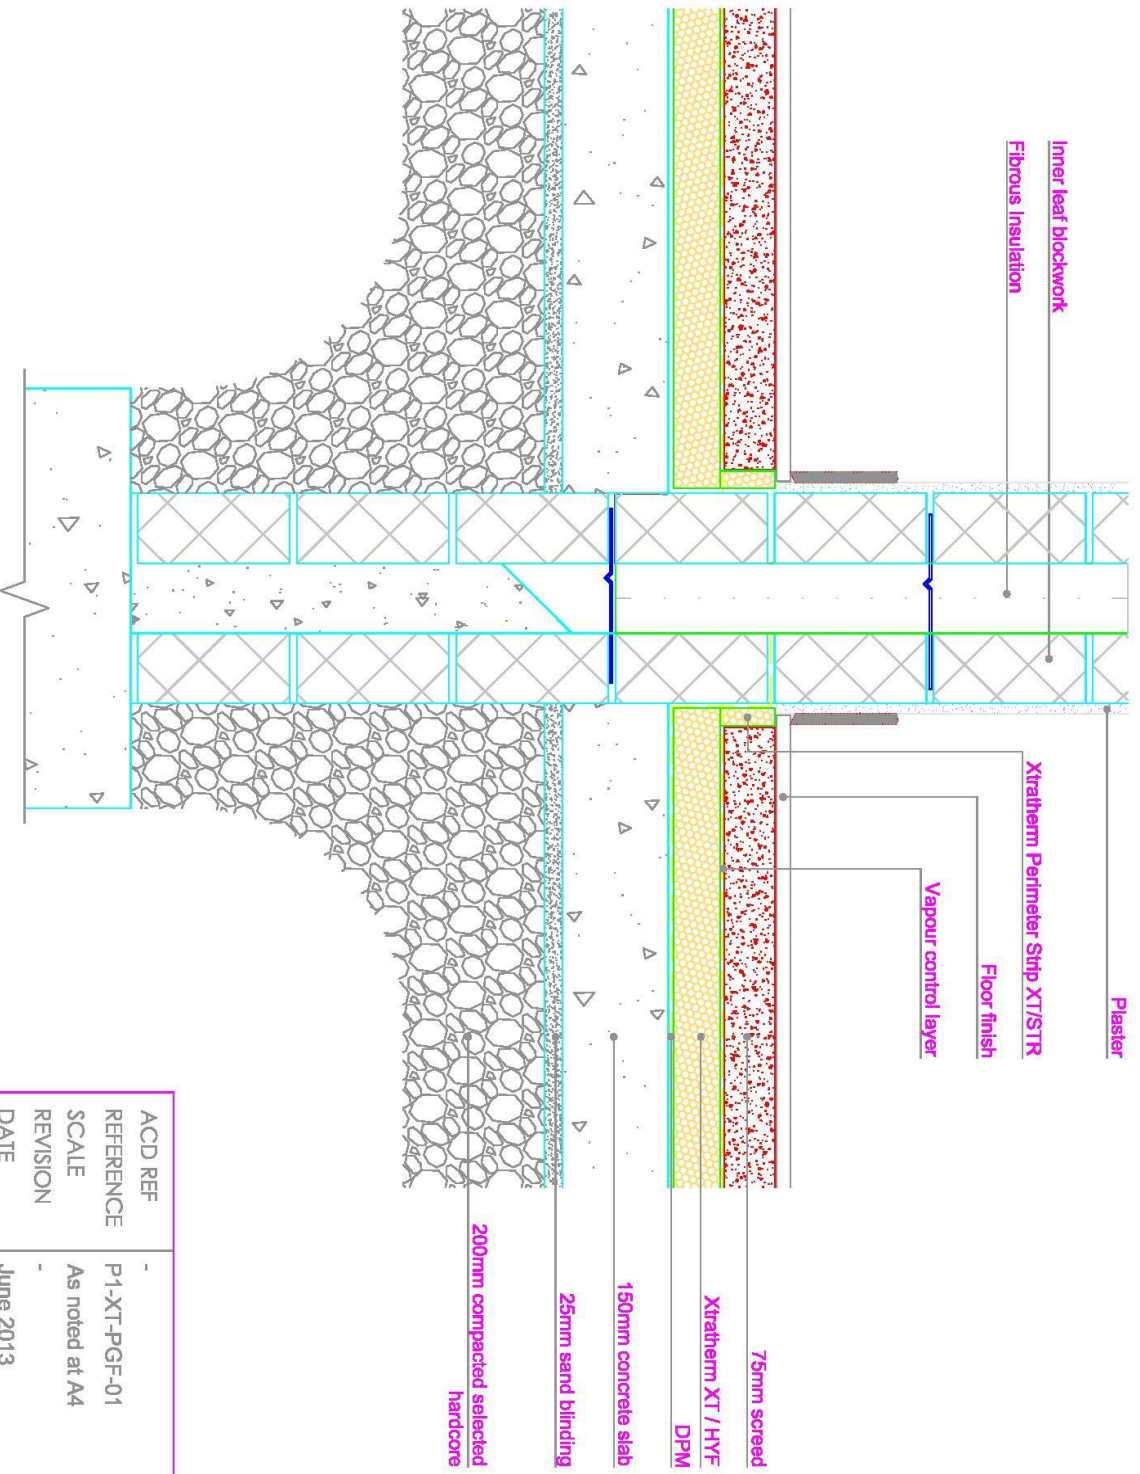 Inner leaf blockwork
Fibrous Insulation
Plaster
Xtratherm Perimeter Strip XT/STR
Floor finish
Vapour control layer
75mm screed
Xtratherm XT / HYF
DPM
150mm concrete slab
25mm sand blinding
200mm compacted selected
hardcore
ACD REF -
REFERENCE P1-XT-PGF-01
SCALE As noted at A4
REVISION -
DATE June 2013